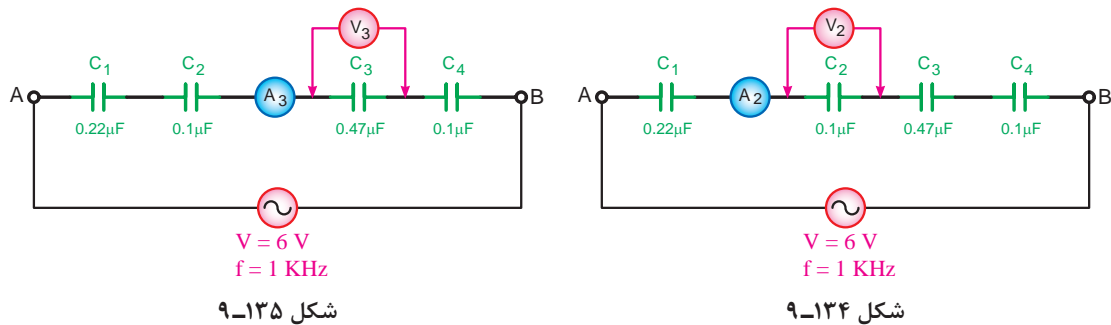 V3
C1 C2 C3 C4
A A3 B
0.22µF 0.1µF 0.47µF 0.1µF
V = 6 V
f = 1 KHz
شکل ۱۳۵ـ۹
V2
C1 C2 C3 C4
A A2 B
0.22µF 0.1µF 0.47µF 0.1µF
V = 6 V
f = 1 KHz
شکل ۱۳۴ـ۹